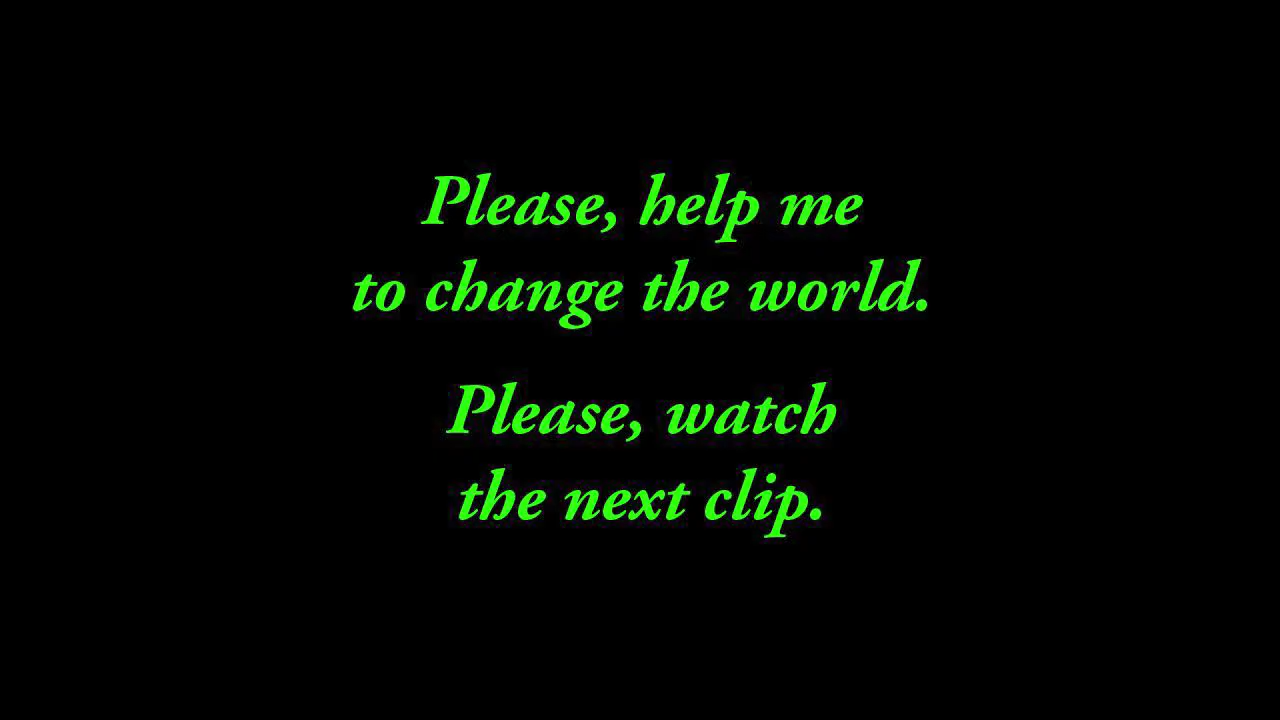 Please, help me
to change the world.
Please, watch
the next clip.